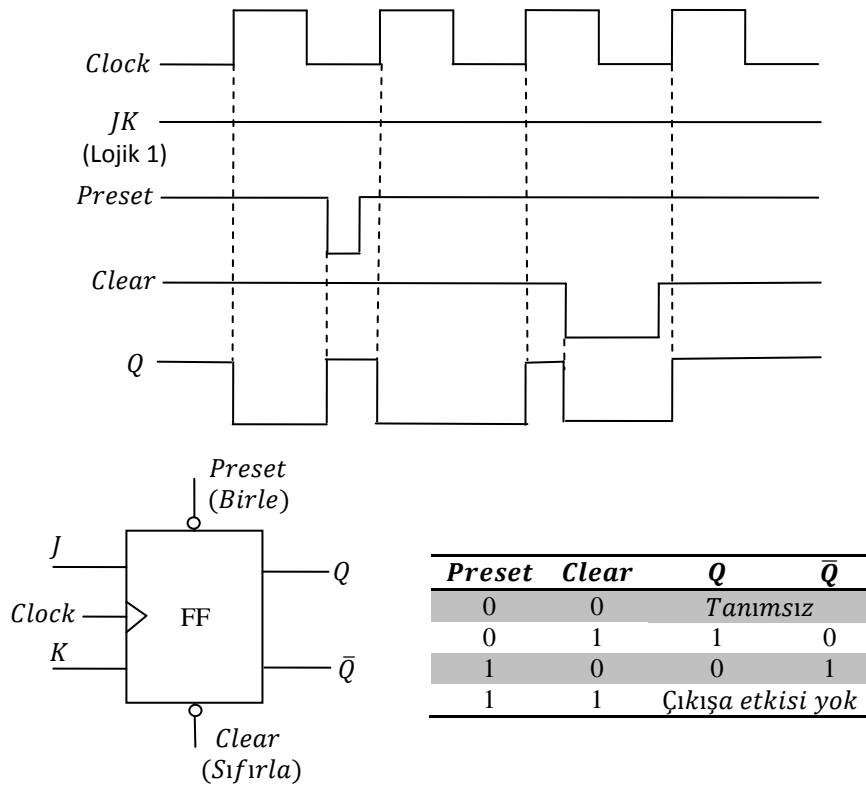 Clock
JK
(Lojik 1)
Preset
Clear
Q
Preset
(Birle)
J
Q
Clock
FF
K
Q̅
Clear
(Sıfırla)
Preset Clear Q Q̅
0 0 Tanımsız
0 1 1 0
1 0 0 1
1 1 Çıkışa etkisi yok